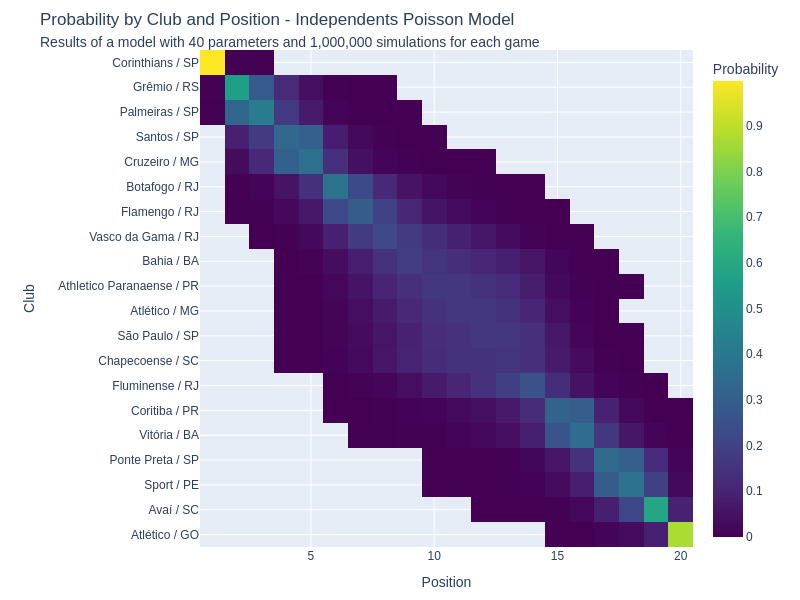 Probability by Club and Position - Independents Poisson Model
Results of a model with 40 parameters and 1,000,000 simulations for each game
Corinthians / SP
Grêmio / RS
Palmeiras / SP
Santos / SP
Cruzeiro / MG
Botafogo / RJ
Flamengo / RJ
Vasco da Gama / RJ
Bahia / BA
Athletico Paranaense / PR
Atlético / MG
São Paulo / SP
Chapecoense / SC
Fluminense / RJ
Coritiba / PR
Vitória / BA
Ponte Preta / SP
Sport / PE
Avaí / SC
Atlético / GO
Club
5
10
15
20
Position
Probability
0.9
0.8
0.7
0.6
0.5
0.4
0.3
0.2
0.1
0